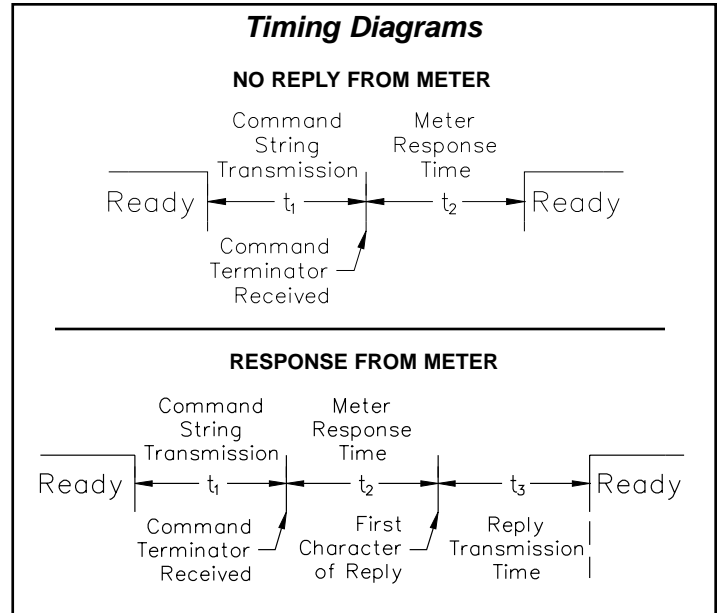 Timing Diagrams
NO REPLY FROM METER
Command
String
Transmission
Meter
Response
Time
Ready
t₁
t₂
Ready
Command
Terminator
Received
RESPONSE FROM METER
Command
String
Transmission
Meter
Response
Time
Ready
t₁
t₂
t₃
Ready
Command
Terminator
Received
First
Character
of Reply
Reply
Transmission
Time